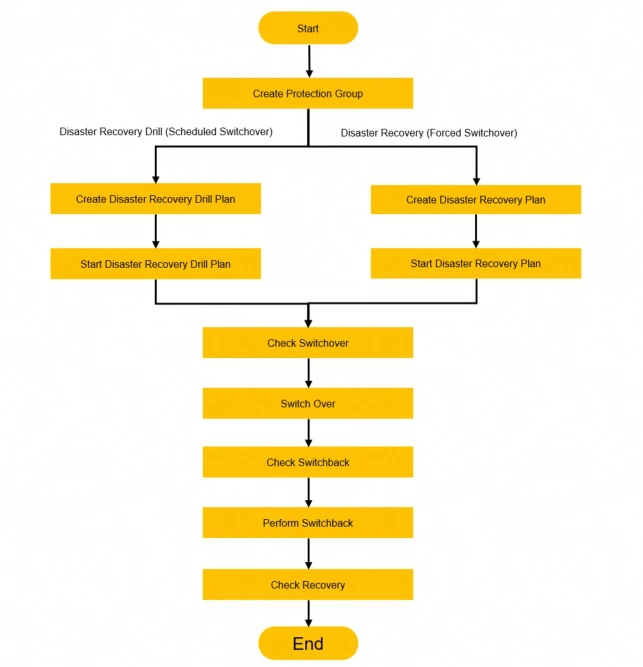 Start
Create Protection Group
Disaster Recovery Drill (Scheduled Switchover)
Disaster Recovery (Forced Switchover)
Create Disaster Recovery Drill Plan
Create Disaster Recovery Plan
Start Disaster Recovery Drill Plan
Start Disaster Recovery Plan
Check Switchover
Switch Over
Check Switchback
Perform Switchback
Check Recovery
End